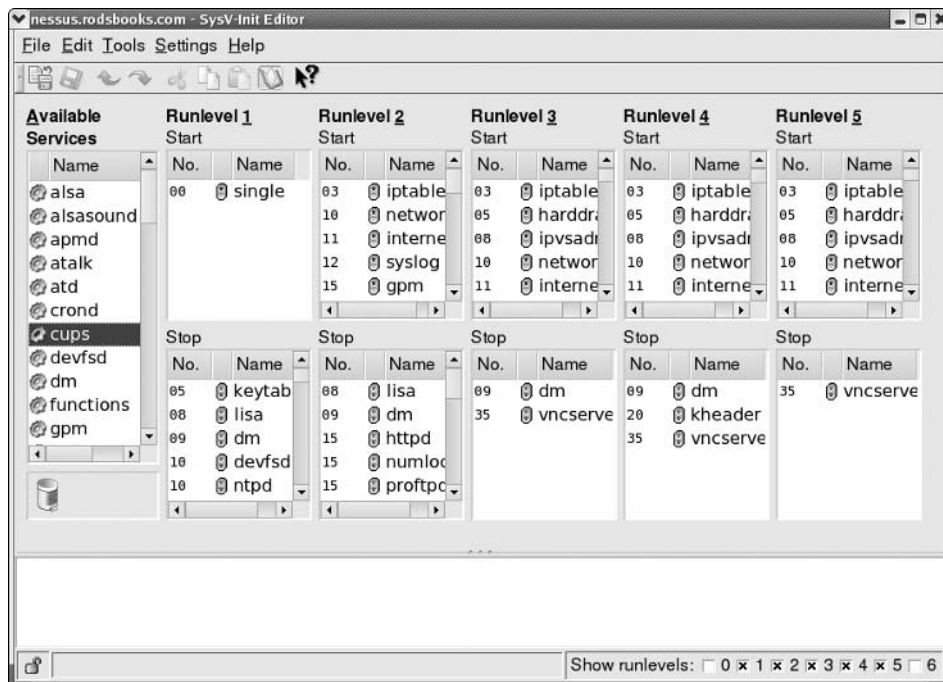 nessus.rodsbooks.com - SysV-Init Editor
File Edit Tools Settings Help
Available Services
Name
alsa
alsasound
apmd
atalk
atd
crond
cups
devfsd
dm
functions
gpm
Runlevel 1
Start
No. Name
00 single
Stop
No. Name
05 keytab
08 lisa
09 dm
10 devfsd
10 ntpd
Runlevel 2
Start
No. Name
03 iptable
10 networ
11 interne
12 syslog
15 gpm
Stop
No. Name
08 lisa
09 dm
15 httpd
15 numloc
15 proftpd
Runlevel 3
Start
No. Name
03 iptable
05 harddra
08 ipvsadn
10 networ
11 interne
Stop
No. Name
09 dm
35 vncserve
Runlevel 4
Start
No. Name
03 iptable
05 harddra
08 ipvsadn
10 networ
11 interne
Stop
No. Name
09 dm
20 kheader
35 vncserve
Runlevel 5
Start
No. Name
03 iptable
05 harddra
08 ipvsadn
10 networ
11 interne
Stop
No. Name
35 vncserve
Show runlevels: 0 1 2 3 4 5 6